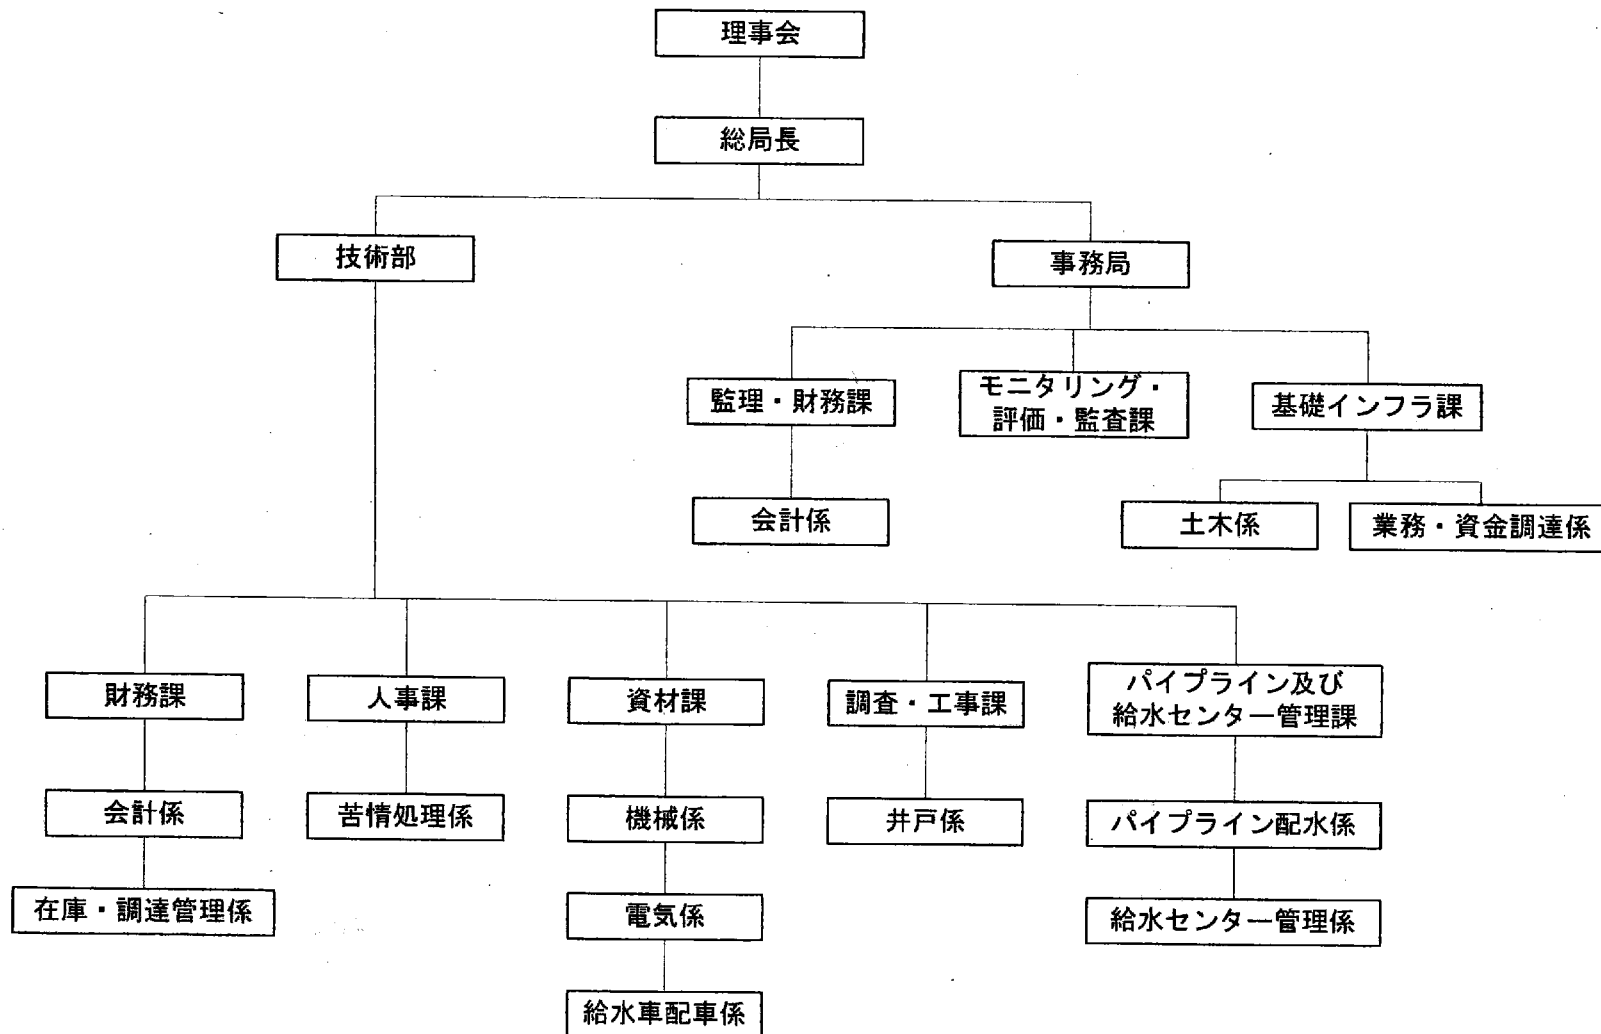 理事会
総局長
技術部
事務局
監理・財務課
モニタリング・
評価・監査課
基礎インフラ課
会計係
土木係
業務・資金調達係
財務課
人事課
資材課
調査・工事課
パイプライン及び
給水センター管理課
会計係
苦情処理係
機械係
井戸係
パイプライン配水係
在庫・調達管理係
電気係
給水センター管理係
給水車配車係